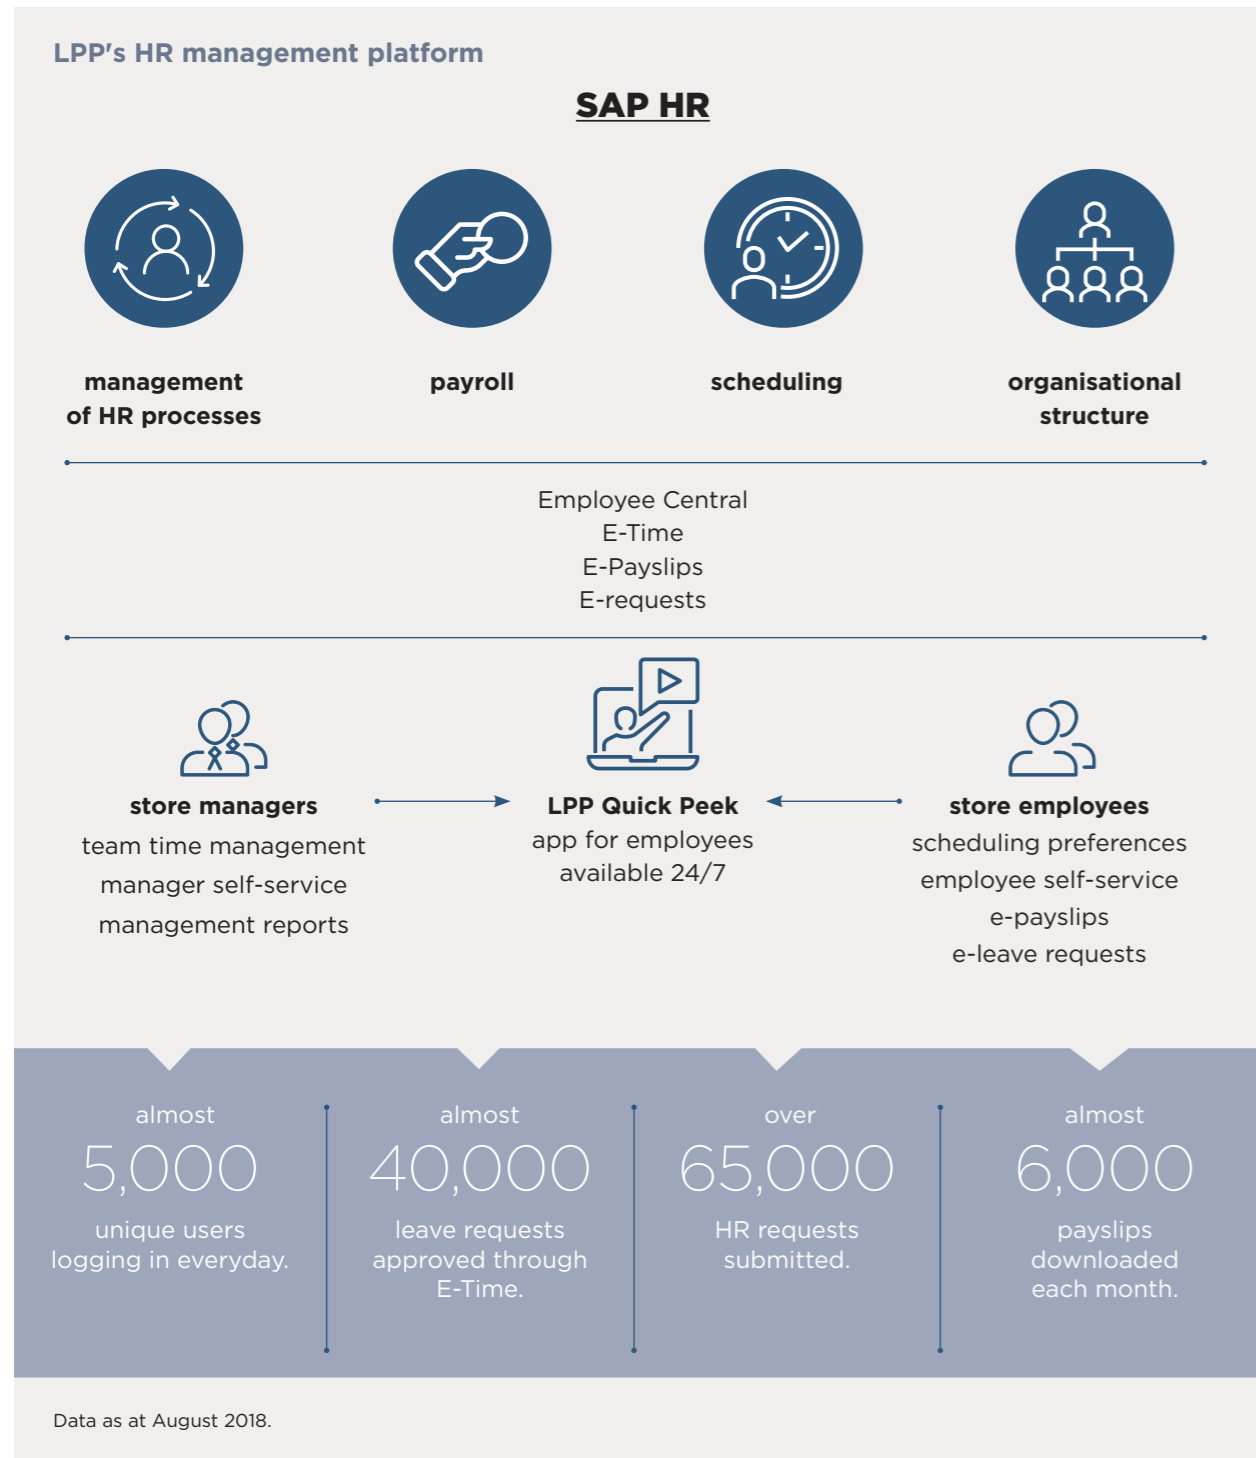 LPP's HR management platform
SAP HR
management
of HR processes
payroll
scheduling
organisational
structure
Employee Central
E-Time
E-Payslips
E-requests
store managers
team time management
manager self-service
management reports
LPP Quick Peek
app for employees
available 24/7
store employees
scheduling preferences
employee self-service
e-payslips
e-leave requests
almost
5,000
unique users
logging in everyday.
almost
40,000
leave requests
approved through
E-Time.
over
65,000
HR requests
submitted.
almost
6,000
payslips
downloaded
each month.
Data as at August 2018.